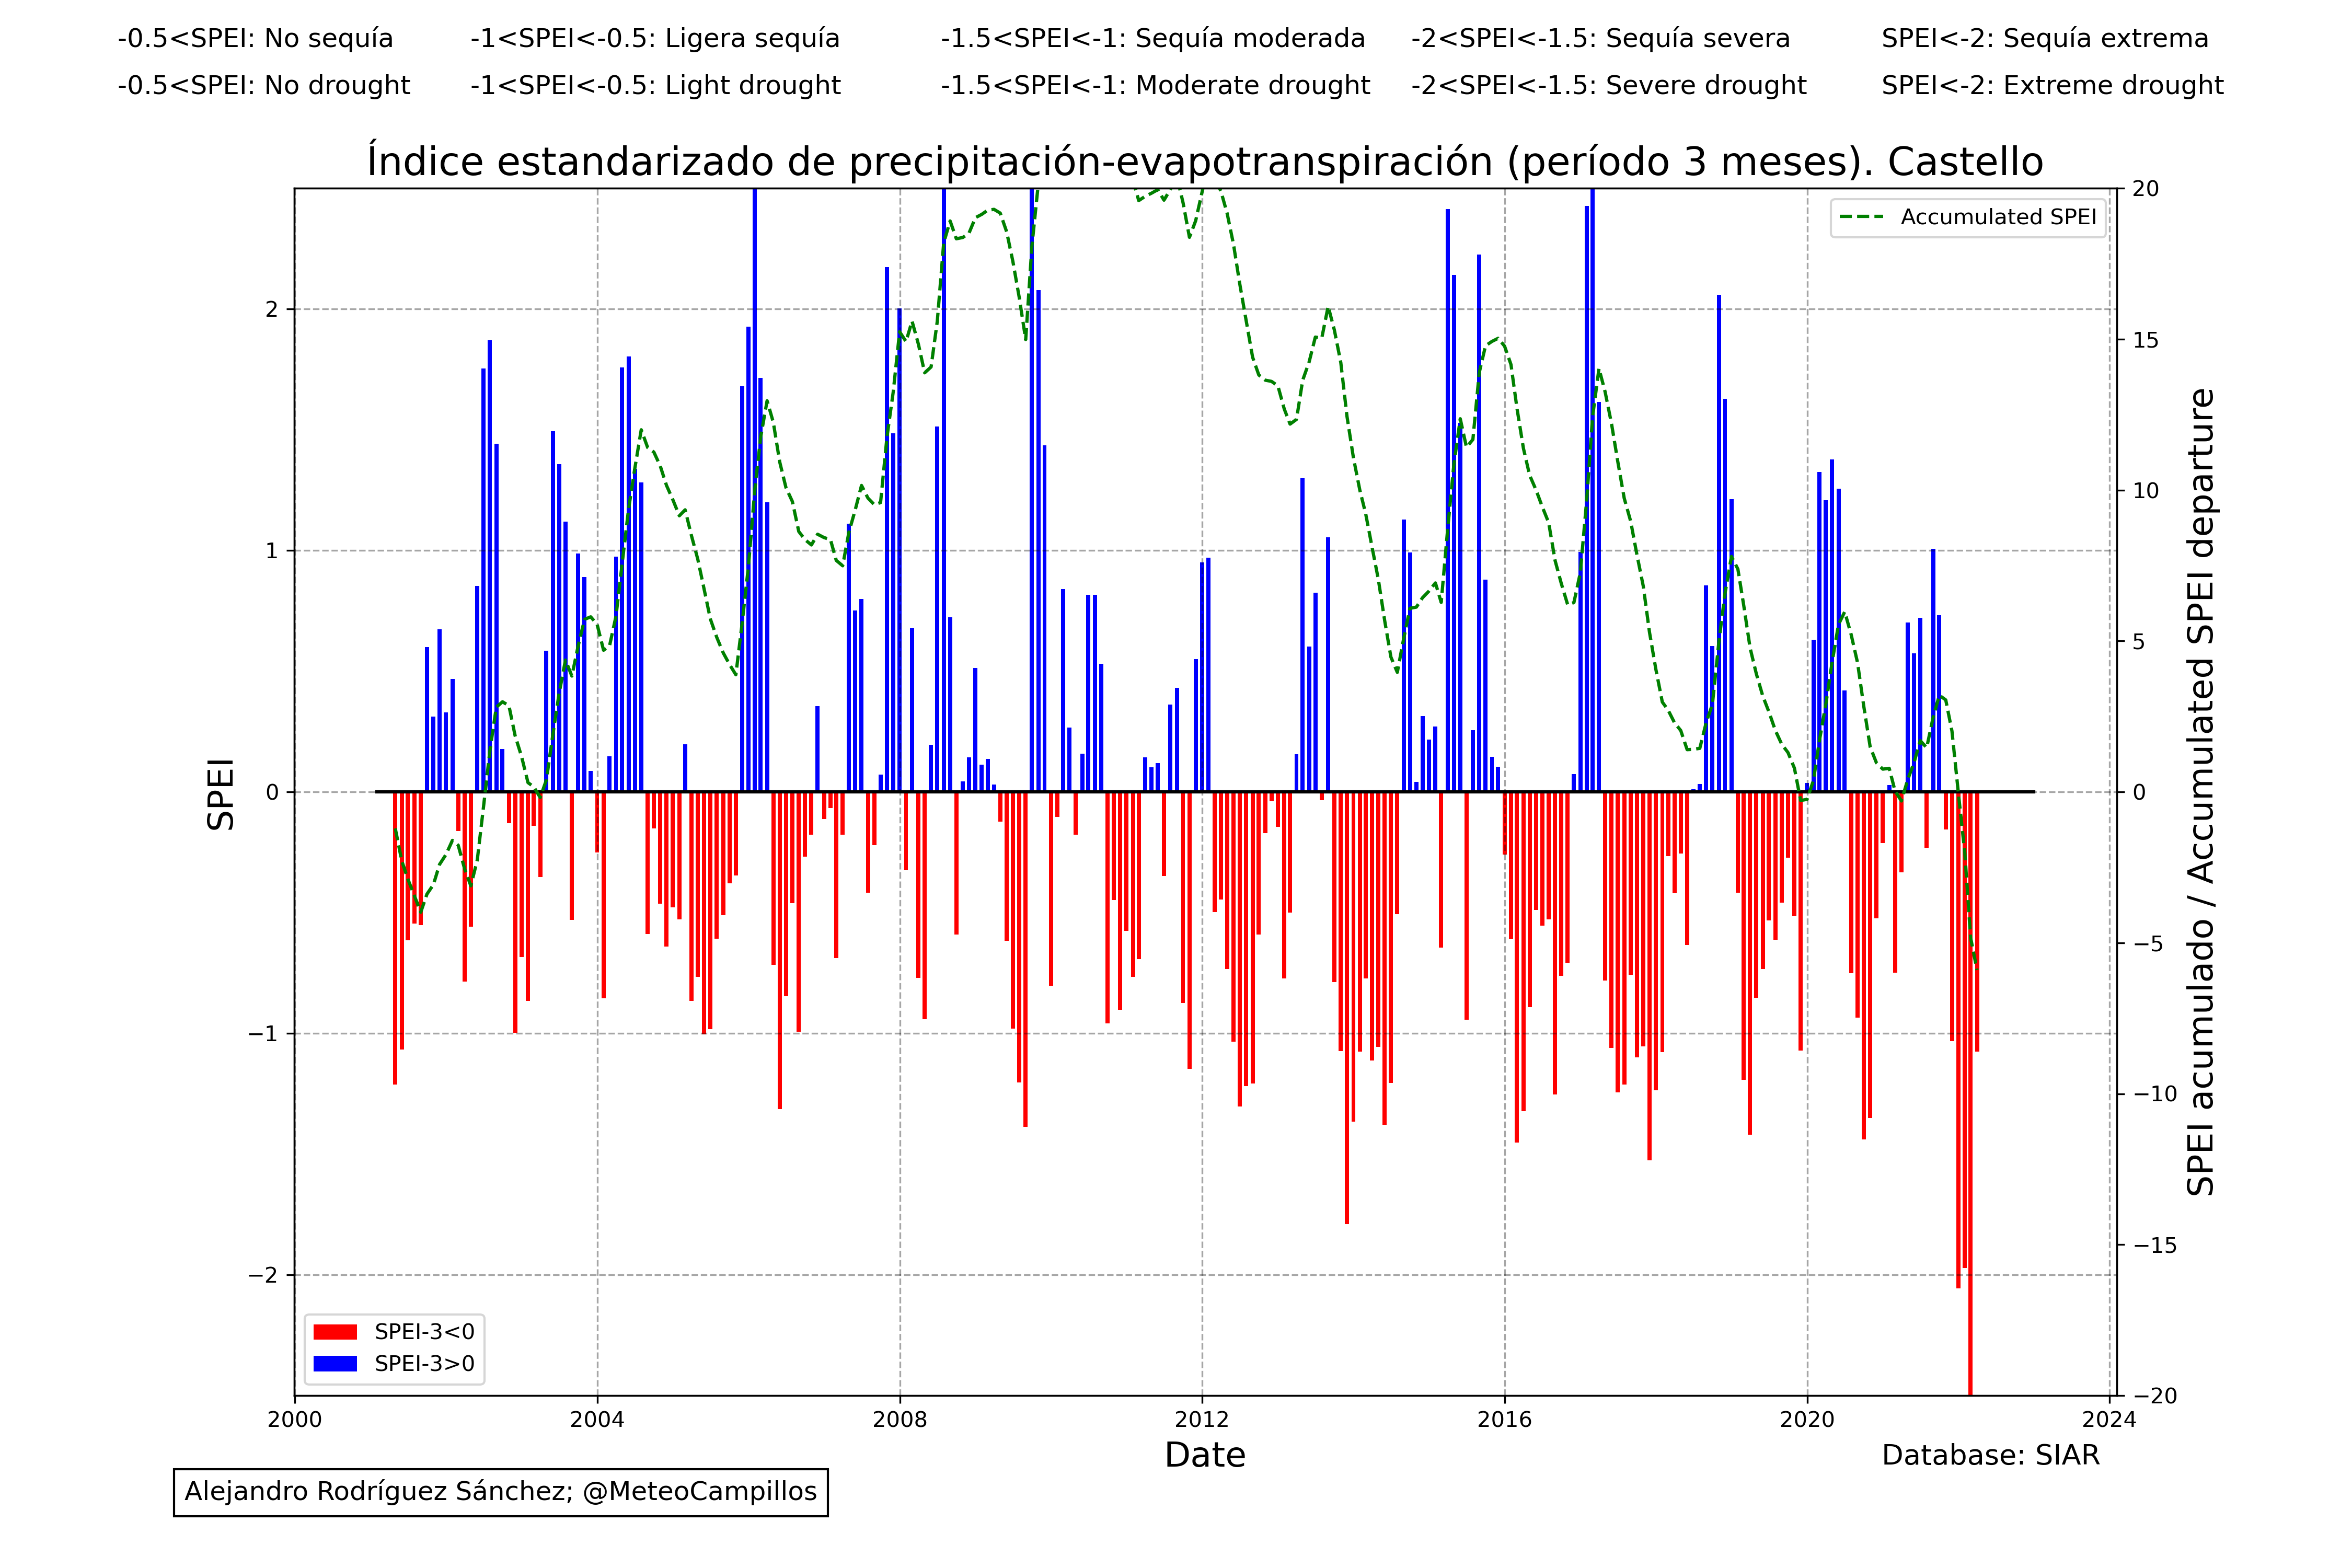 -0.5<SPEI: No sequía -1<SPEI<-0.5: Ligera sequía -1.5<SPEI<-1: Sequía moderada -2<SPEI<-1.5: Sequía severa SPEI<-2: Sequía extrema
-0.5<SPEI: No drought -1<SPEI<-0.5: Light drought -1.5<SPEI<-1: Moderate drought -2<SPEI<-1.5: Severe drought SPEI<-2: Extreme drought
Índice estandarizado de precipitación-evapotranspiración (período 3 meses). Castello
SPEI
2
1
0
−1
−2
Accumulated SPEI
20
15
10
5
0
−5
−10
−15
−20
SPEI acumulado / Accumulated SPEI departure
SPEI-3<0
SPEI-3>0
2000 2004 2008 2012 2016 2020 2024
Date
Database: SIAR
Alejandro Rodríguez Sánchez; @MeteoCampillos